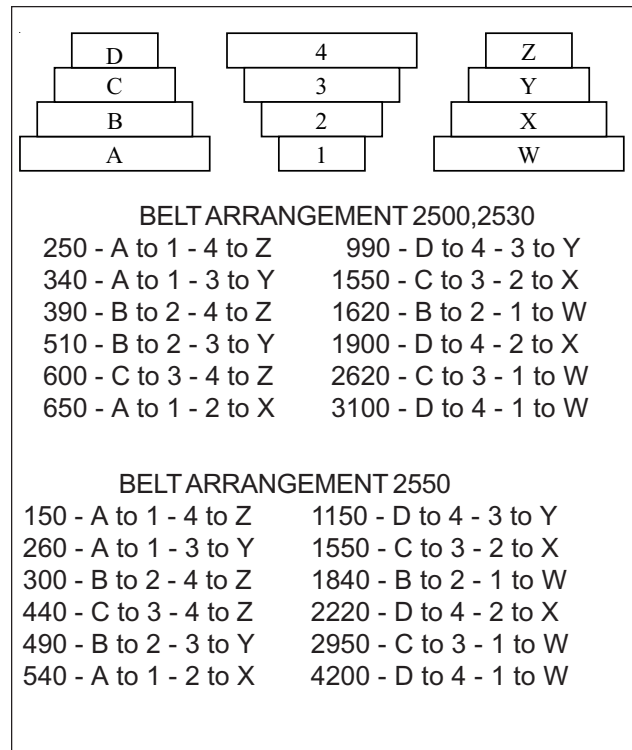 D 4 Z
C 3 Y
B 2 X
A 1 W
BELT ARRANGEMENT 2500,2530
250 - A to 1 - 4 to Z 990 - D to 4 - 3 to Y
340 - A to 1 - 3 to Y 1550 - C to 3 - 2 to X
390 - B to 2 - 4 to Z 1620 - B to 2 - 1 to W
510 - B to 2 - 3 to Y 1900 - D to 4 - 2 to X
600 - C to 3 - 4 to Z 2620 - C to 3 - 1 to W
650 - A to 1 - 2 to X 3100 - D to 4 - 1 to W
BELT ARRANGEMENT 2550
150 - A to 1 - 4 to Z 1150 - D to 4 - 3 to Y
260 - A to 1 - 3 to Y 1550 - C to 3 - 2 to X
300 - B to 2 - 4 to Z 1840 - B to 2 - 1 to W
440 - C to 3 - 4 to Z 2220 - D to 4 - 2 to X
490 - B to 2 - 3 to Y 2950 - C to 3 - 1 to W
540 - A to 1 - 2 to X 4200 - D to 4 - 1 to W